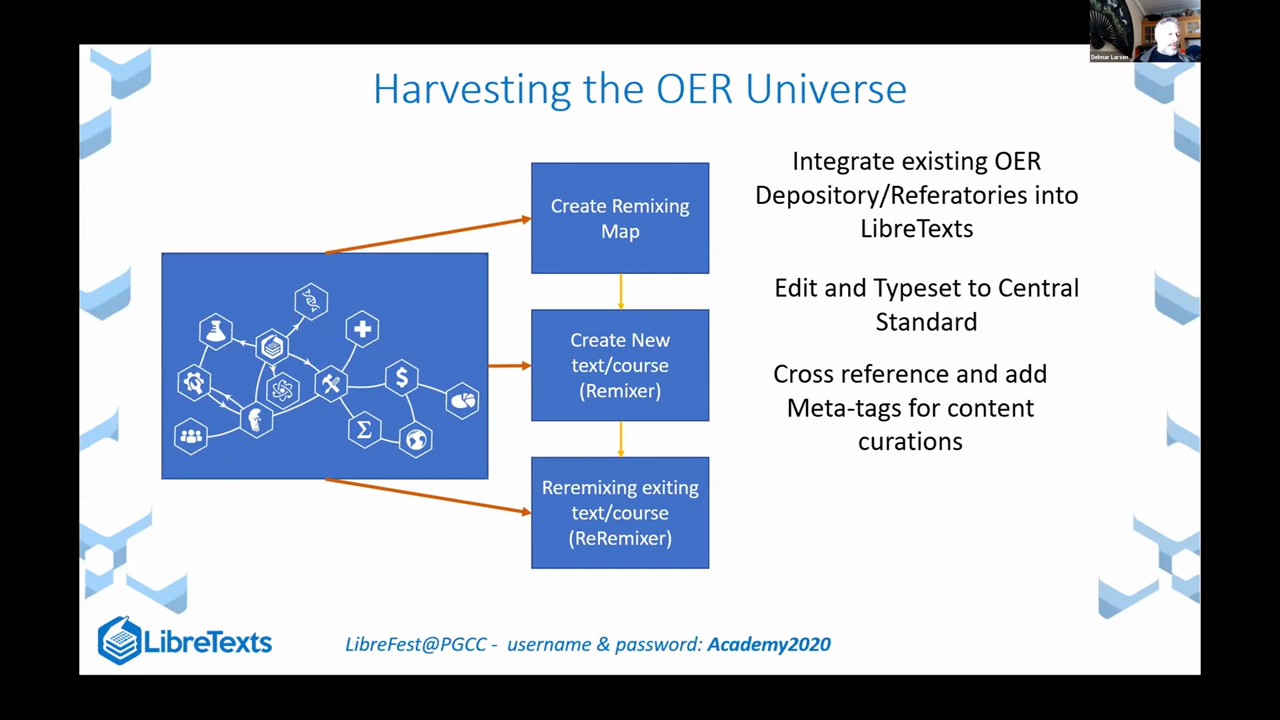 Delmar Larsen
Harvesting the OER Universe
Create Remixing
Map
Create New
text/course
(Remixer)
Reremixing exiting
text/course
(ReRemixer)
Integrate existing OER
Depository/Referatories into
LibreTexts
Edit and Typeset to Central
Standard
Cross reference and add
Meta-tags for content
curations
$
Σ
LibreTexts
LibreFest@PGCC - username & password: Academy2020